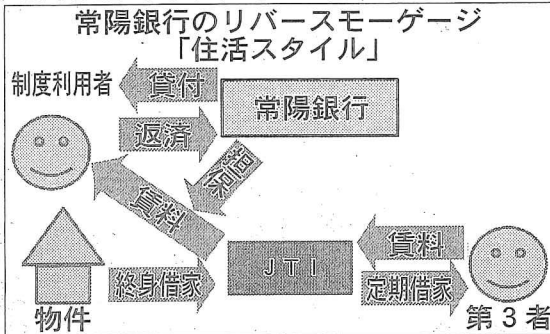 常陽銀行のリバースモーゲージ
「住活スタイル」
制度利用者
貸付
常陽銀行
返済
担保
賃料
賃料
JTI
終身借家
定期借家
物件
第3者